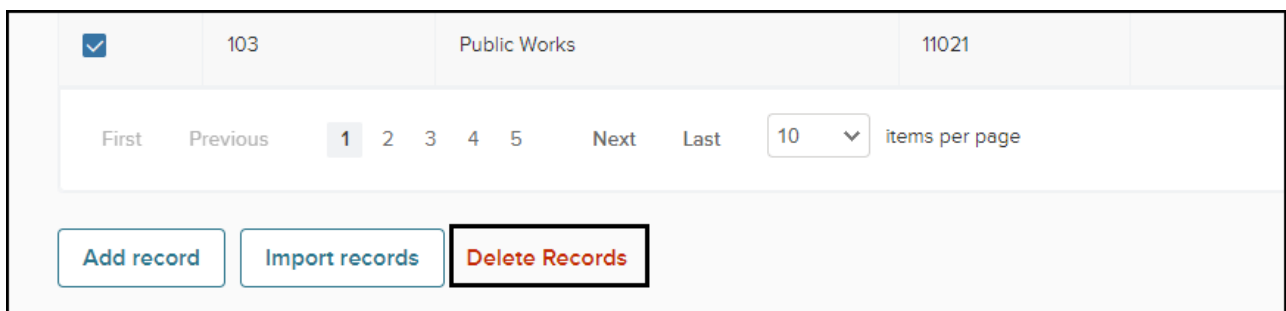 103 Public Works 11021
First Previous 1 2 3 4 5 Next Last 10 items per page
Add record Import records Delete Records